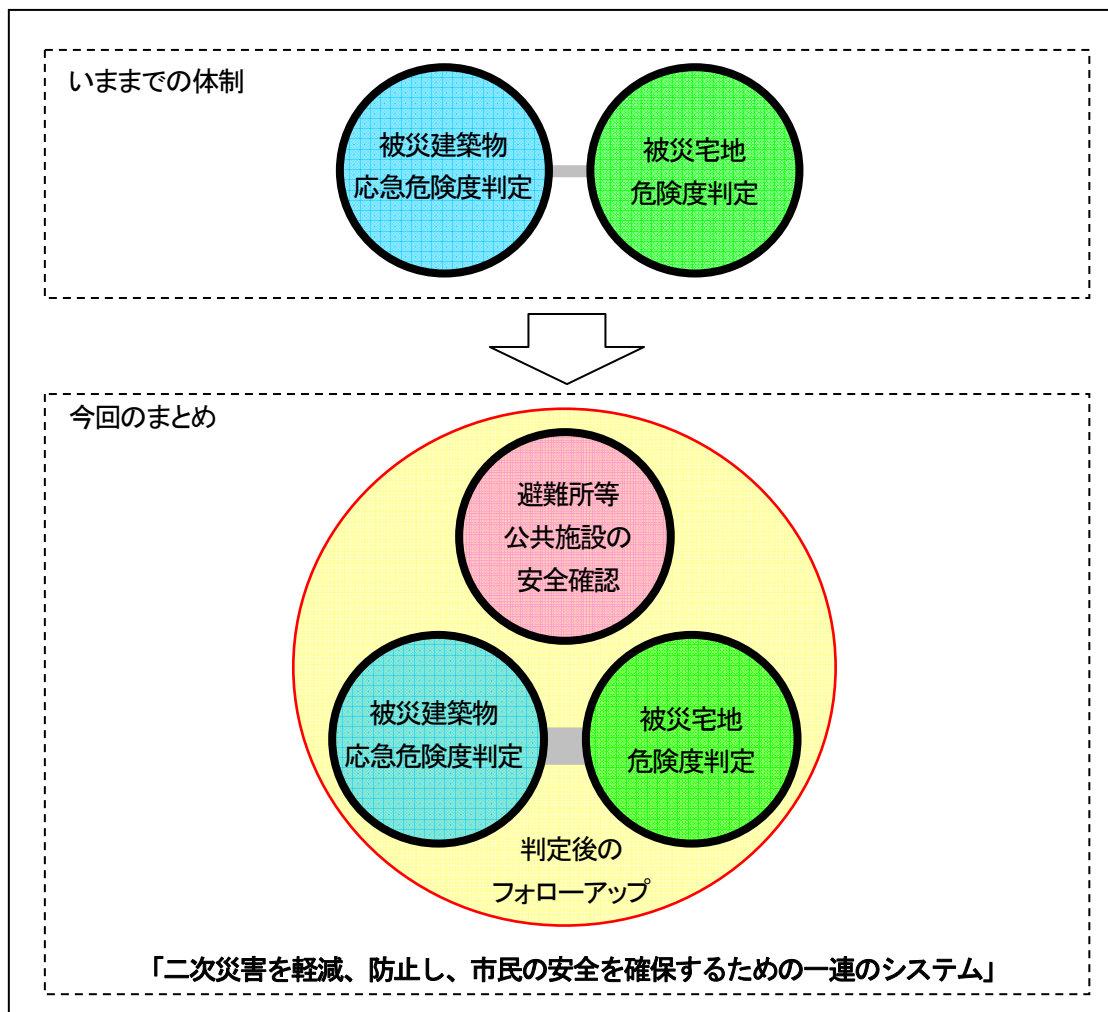 いままでの体制
被災建築物
応急危険度判定
被災宅地
危険度判定
今回のまとめ
避難所等
公共施設の
安全確認
被災建築物
応急危険度判定
被災宅地
危険度判定
判定後の
フォローアップ
「二次災害を軽減、防止し、市民の安全を確保するための一連のシステム」